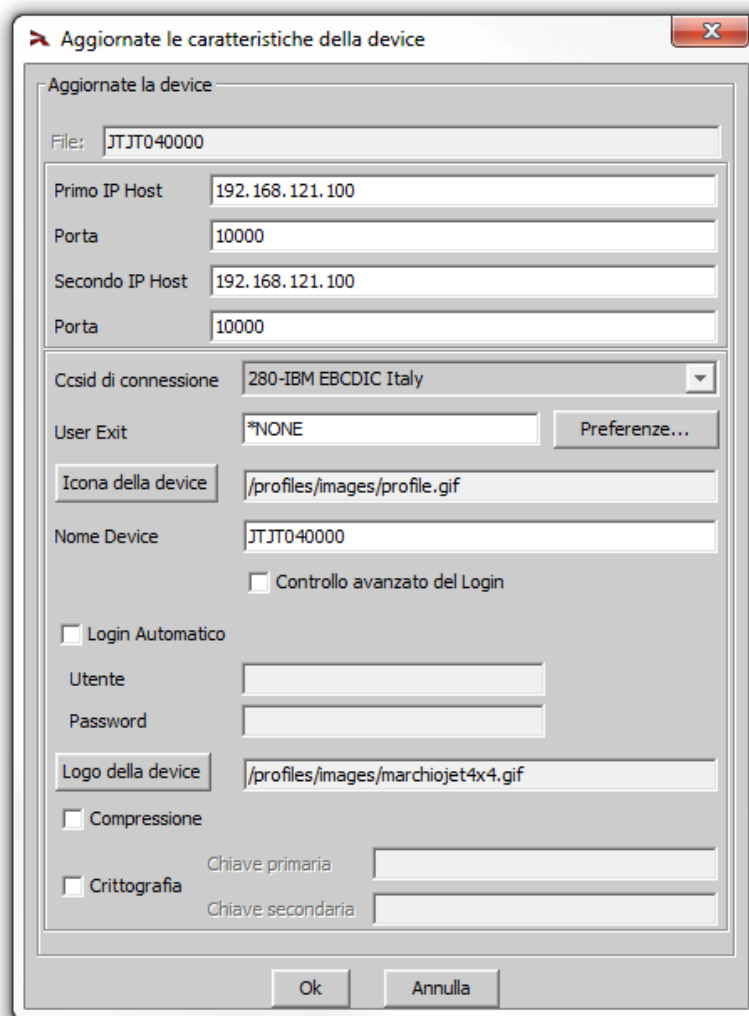 Aggiornate le caratteristiche della device
Aggiornate la device
File: JTJT040000
Primo IP Host 192.168.121.100
Porta 10000
Secondo IP Host 192.168.121.100
Porta 10000
Ccsid di connessione 280-IBM EBCDIC Italy
User Exit *NONE Preferenze...
Icona della device /profiles/images/profile.gif
Nome Device JTJT040000
Controllo avanzato del Login
Login Automatico
Utente
Password
Logo della device /profiles/images/marchiojet4x4.gif
Compressione
Chiave primaria
Crittografia
Chiave secondaria
Ok Annulla